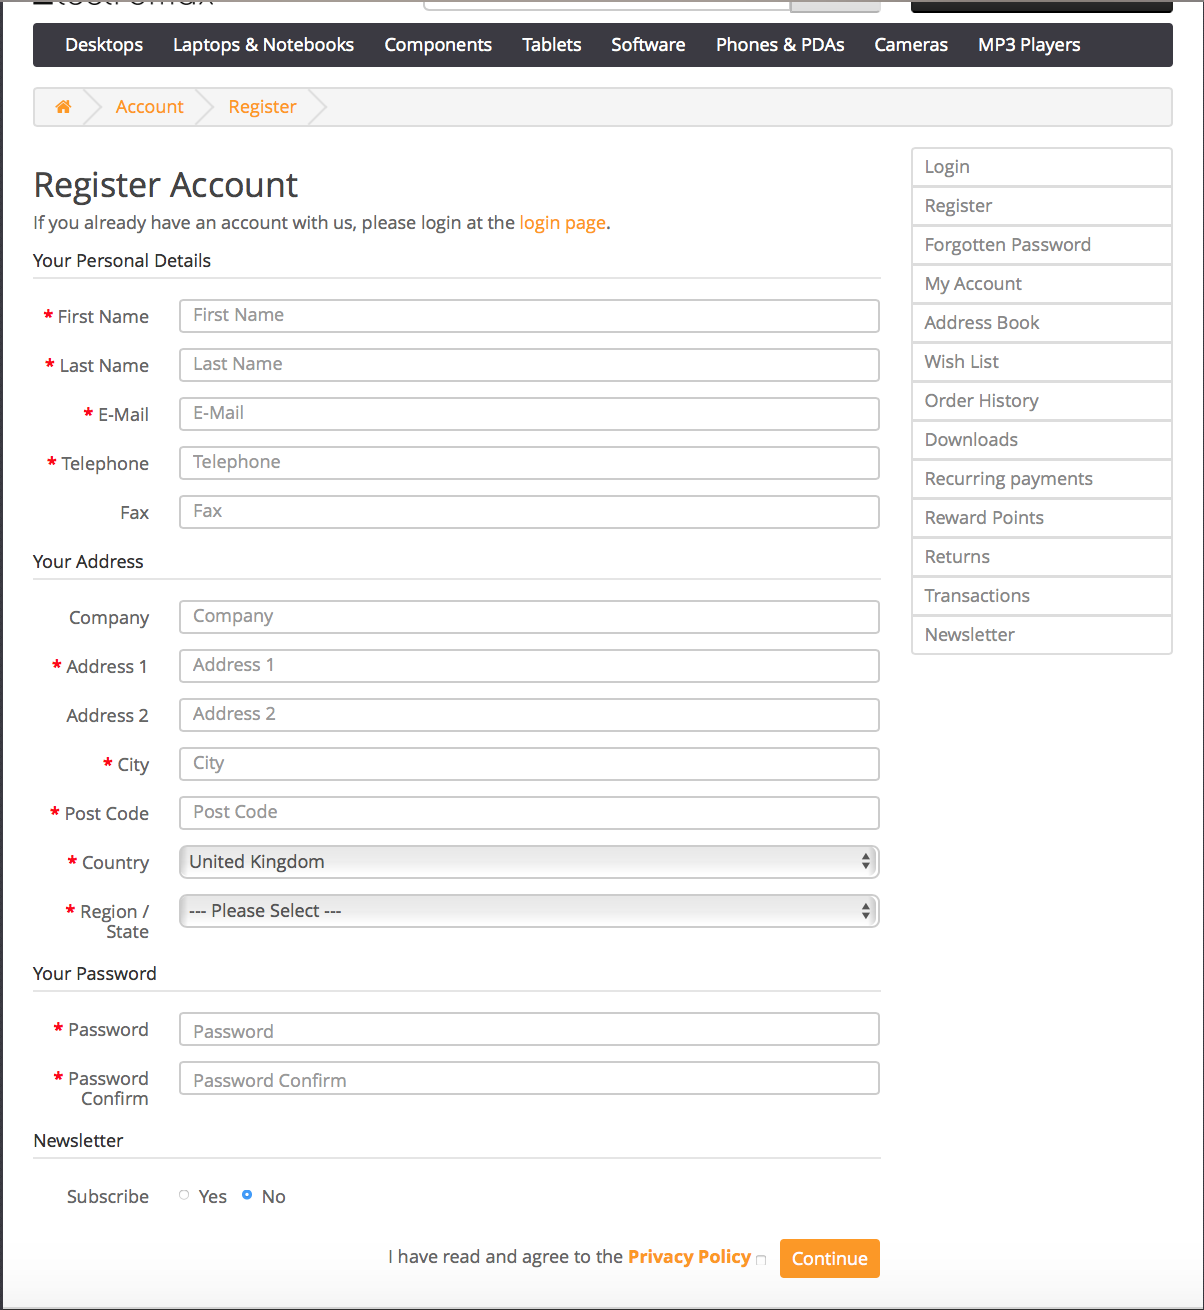 Desktops Laptops & Notebooks Components Tablets Software Phones & PDAs Cameras MP3 Players
Account Register
Register Account
If you already have an account with us, please login at the login page.
Your Personal Details
* First Name First Name
* Last Name Last Name
* E-Mail E-Mail
* Telephone Telephone
Fax Fax
Your Address
Company Company
* Address 1 Address 1
Address 2 Address 2
* City City
* Post Code Post Code
* Country United Kingdom
* Region /
State
--- Please Select ---
Your Password
* Password Password
* Password
Confirm
Password Confirm
Newsletter
Subscribe Yes No
I have read and agree to the Privacy Policy Continue
Login
Register
Forgotten Password
My Account
Address Book
Wish List
Order History
Downloads
Recurring payments
Reward Points
Returns
Transactions
Newsletter